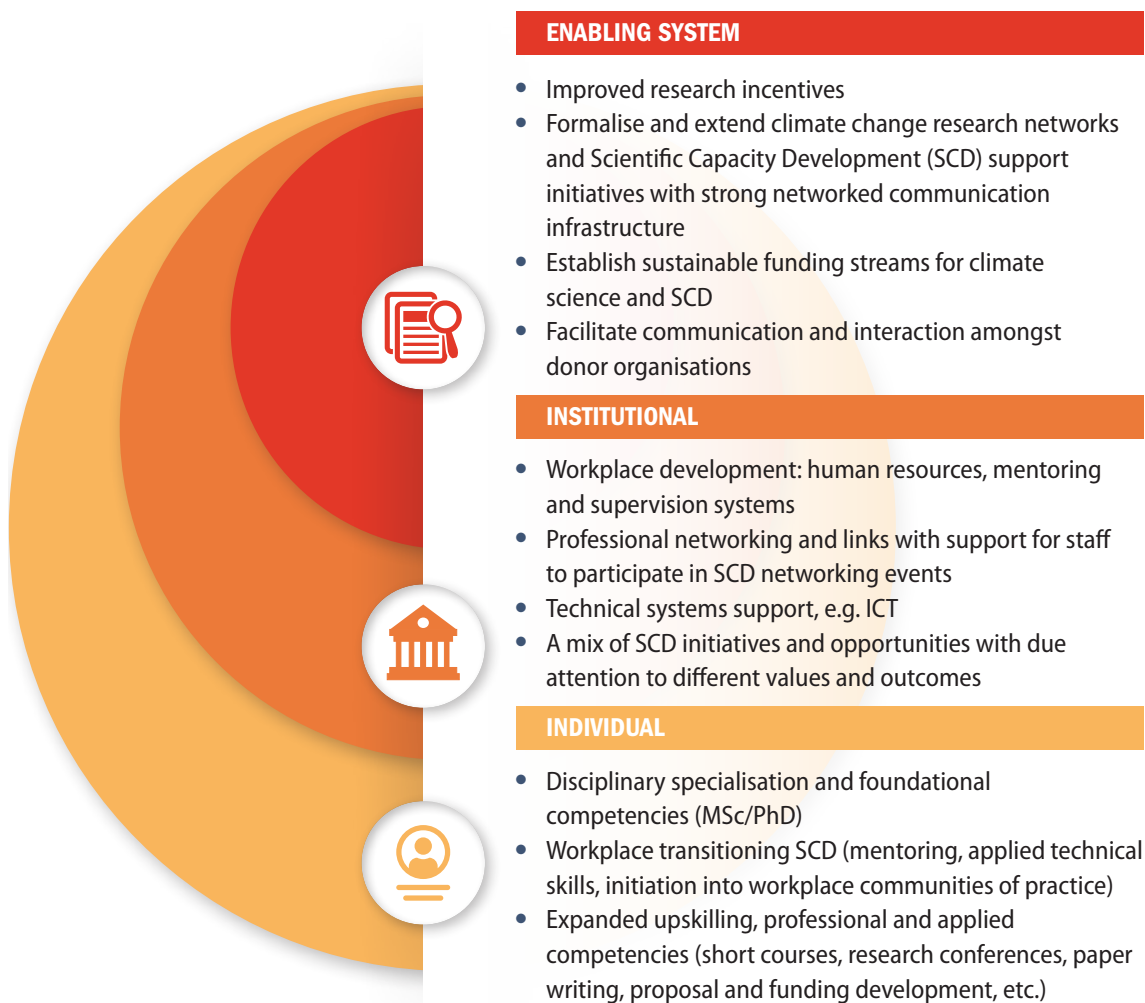 ENABLING SYSTEM
• Improved research incentives
• Formalise and extend climate change research networks
and Scientific Capacity Development (SCD) support
initiatives with strong networked communication
infrastructure
• Establish sustainable funding streams for climate
science and SCD
• Facilitate communication and interaction amongst
donor organisations
INSTITUTIONAL
• Workplace development: human resources, mentoring
and supervision systems
• Professional networking and links with support for staff
to participate in SCD networking events
• Technical systems support, e.g. ICT
• A mix of SCD initiatives and opportunities with due
attention to different values and outcomes
INDIVIDUAL
• Disciplinary specialisation and foundational
competencies (MSc/PhD)
• Workplace transitioning SCD (mentoring, applied technical
skills, initiation into workplace communities of practice)
• Expanded upskilling, professional and applied
competencies (short courses, research conferences, paper
writing, proposal and funding development, etc.)